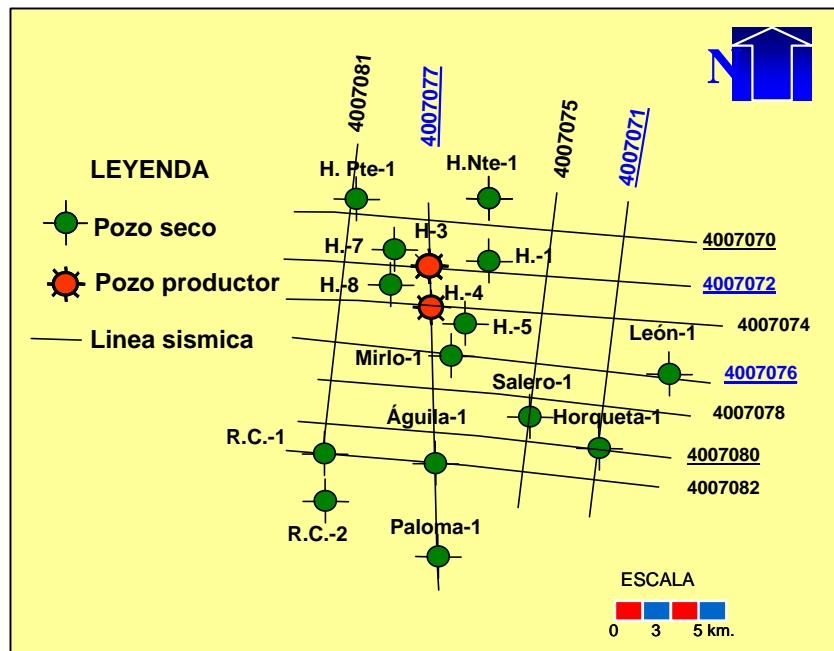 N
4007081
4007077
4007075
4007071
LEYENDA
Pozo seco
Pozo productor
Linea sismica
H. Pte-1
H.Nte-1
H-3
H.-7
H.-1
H.-8
H.-4
H.-5
León-1
Mirlo-1
Salero-1
Águila-1
Horqueta-1
R.C.-1
R.C.-2
Paloma-1
4007070
4007072
4007074
4007076
4007078
4007080
4007082
ESCALA
0 3 5 km.